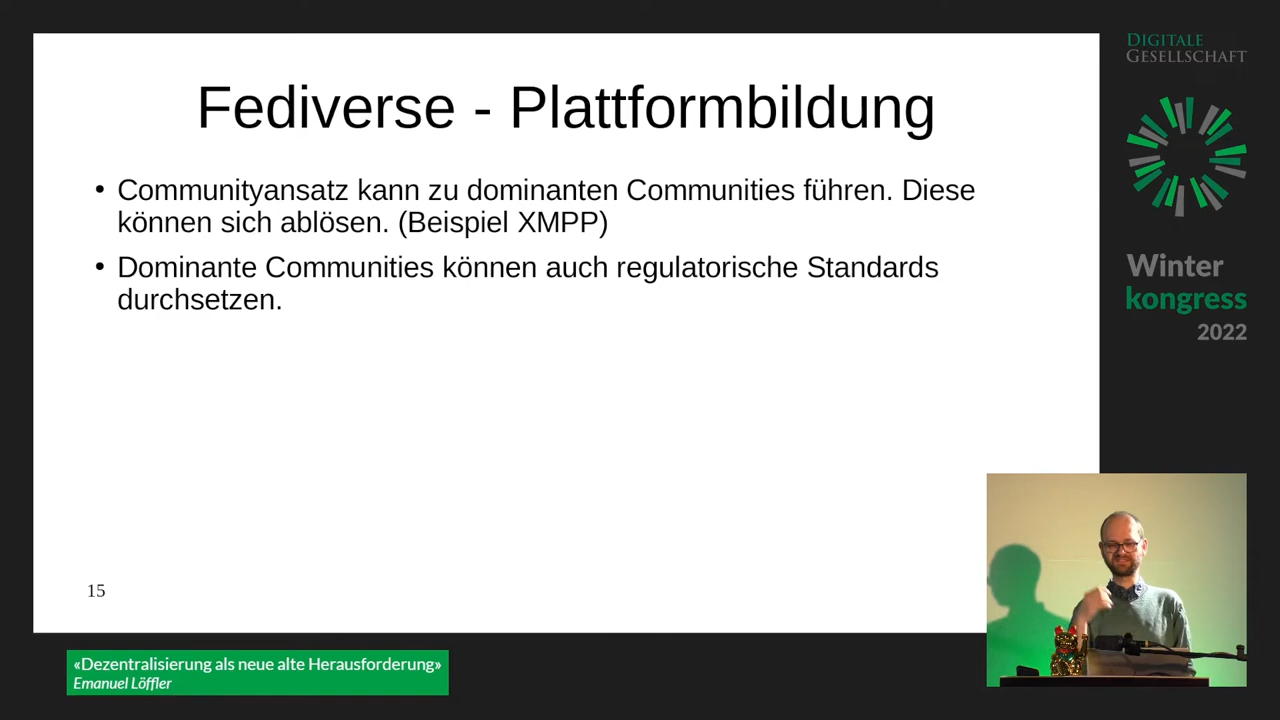 Fediverse - Plattformbildung
• Communityansatz kann zu dominanten Communities führen. Diese
können sich ablösen. (Beispiel XMPP)
• Dominante Communities können auch regulatorische Standards
durchsetzen.
15
DIGITALE
GESELLSCHAFT
Winter
kongress
2022
«Dezentralisierung als neue alte Herausforderung»
Emanuel Löffler